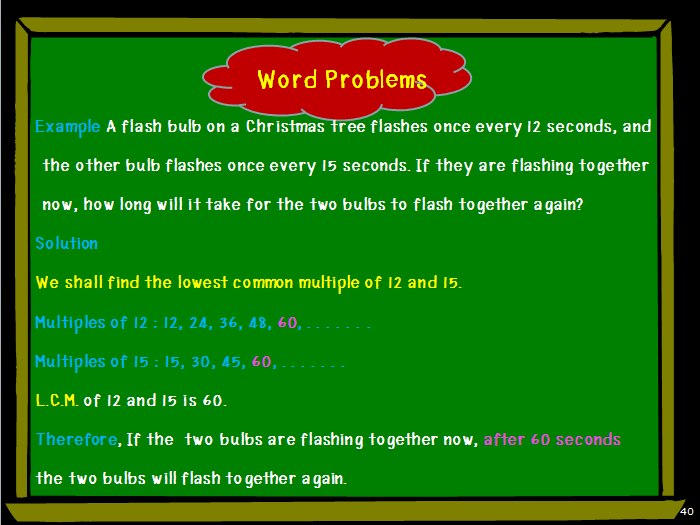 Word Problems
Example A flash bulb on a Christmas tree flashes once every 12 seconds, and
the other bulb flashes once every 15 seconds. If they are flashing together
now, how long will it take for the two bulbs to flash together again?
Solution
We shall find the lowest common multiple of 12 and 15.
Multiples of 12 : 12, 24, 36, 48, 60, . . . . . . .
Multiples of 15 : 15, 30, 45, 60, . . . . . . .
L.C.M. of 12 and 15 is 60.
Therefore, If the two bulbs are flashing together now, after 60 seconds
the two bulbs will flash together again.
40